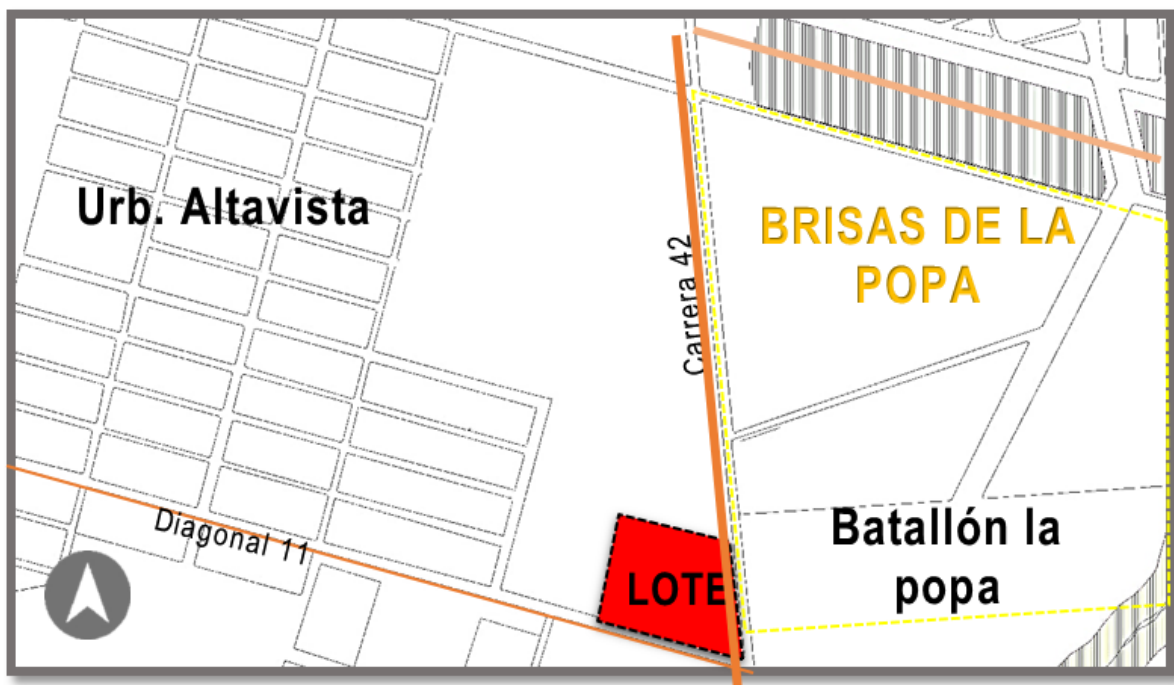 Urb. Altavista
BRISAS DE LA
POPA
Carrera 42
Diagonal 11
LOTE
Batallón la
popa